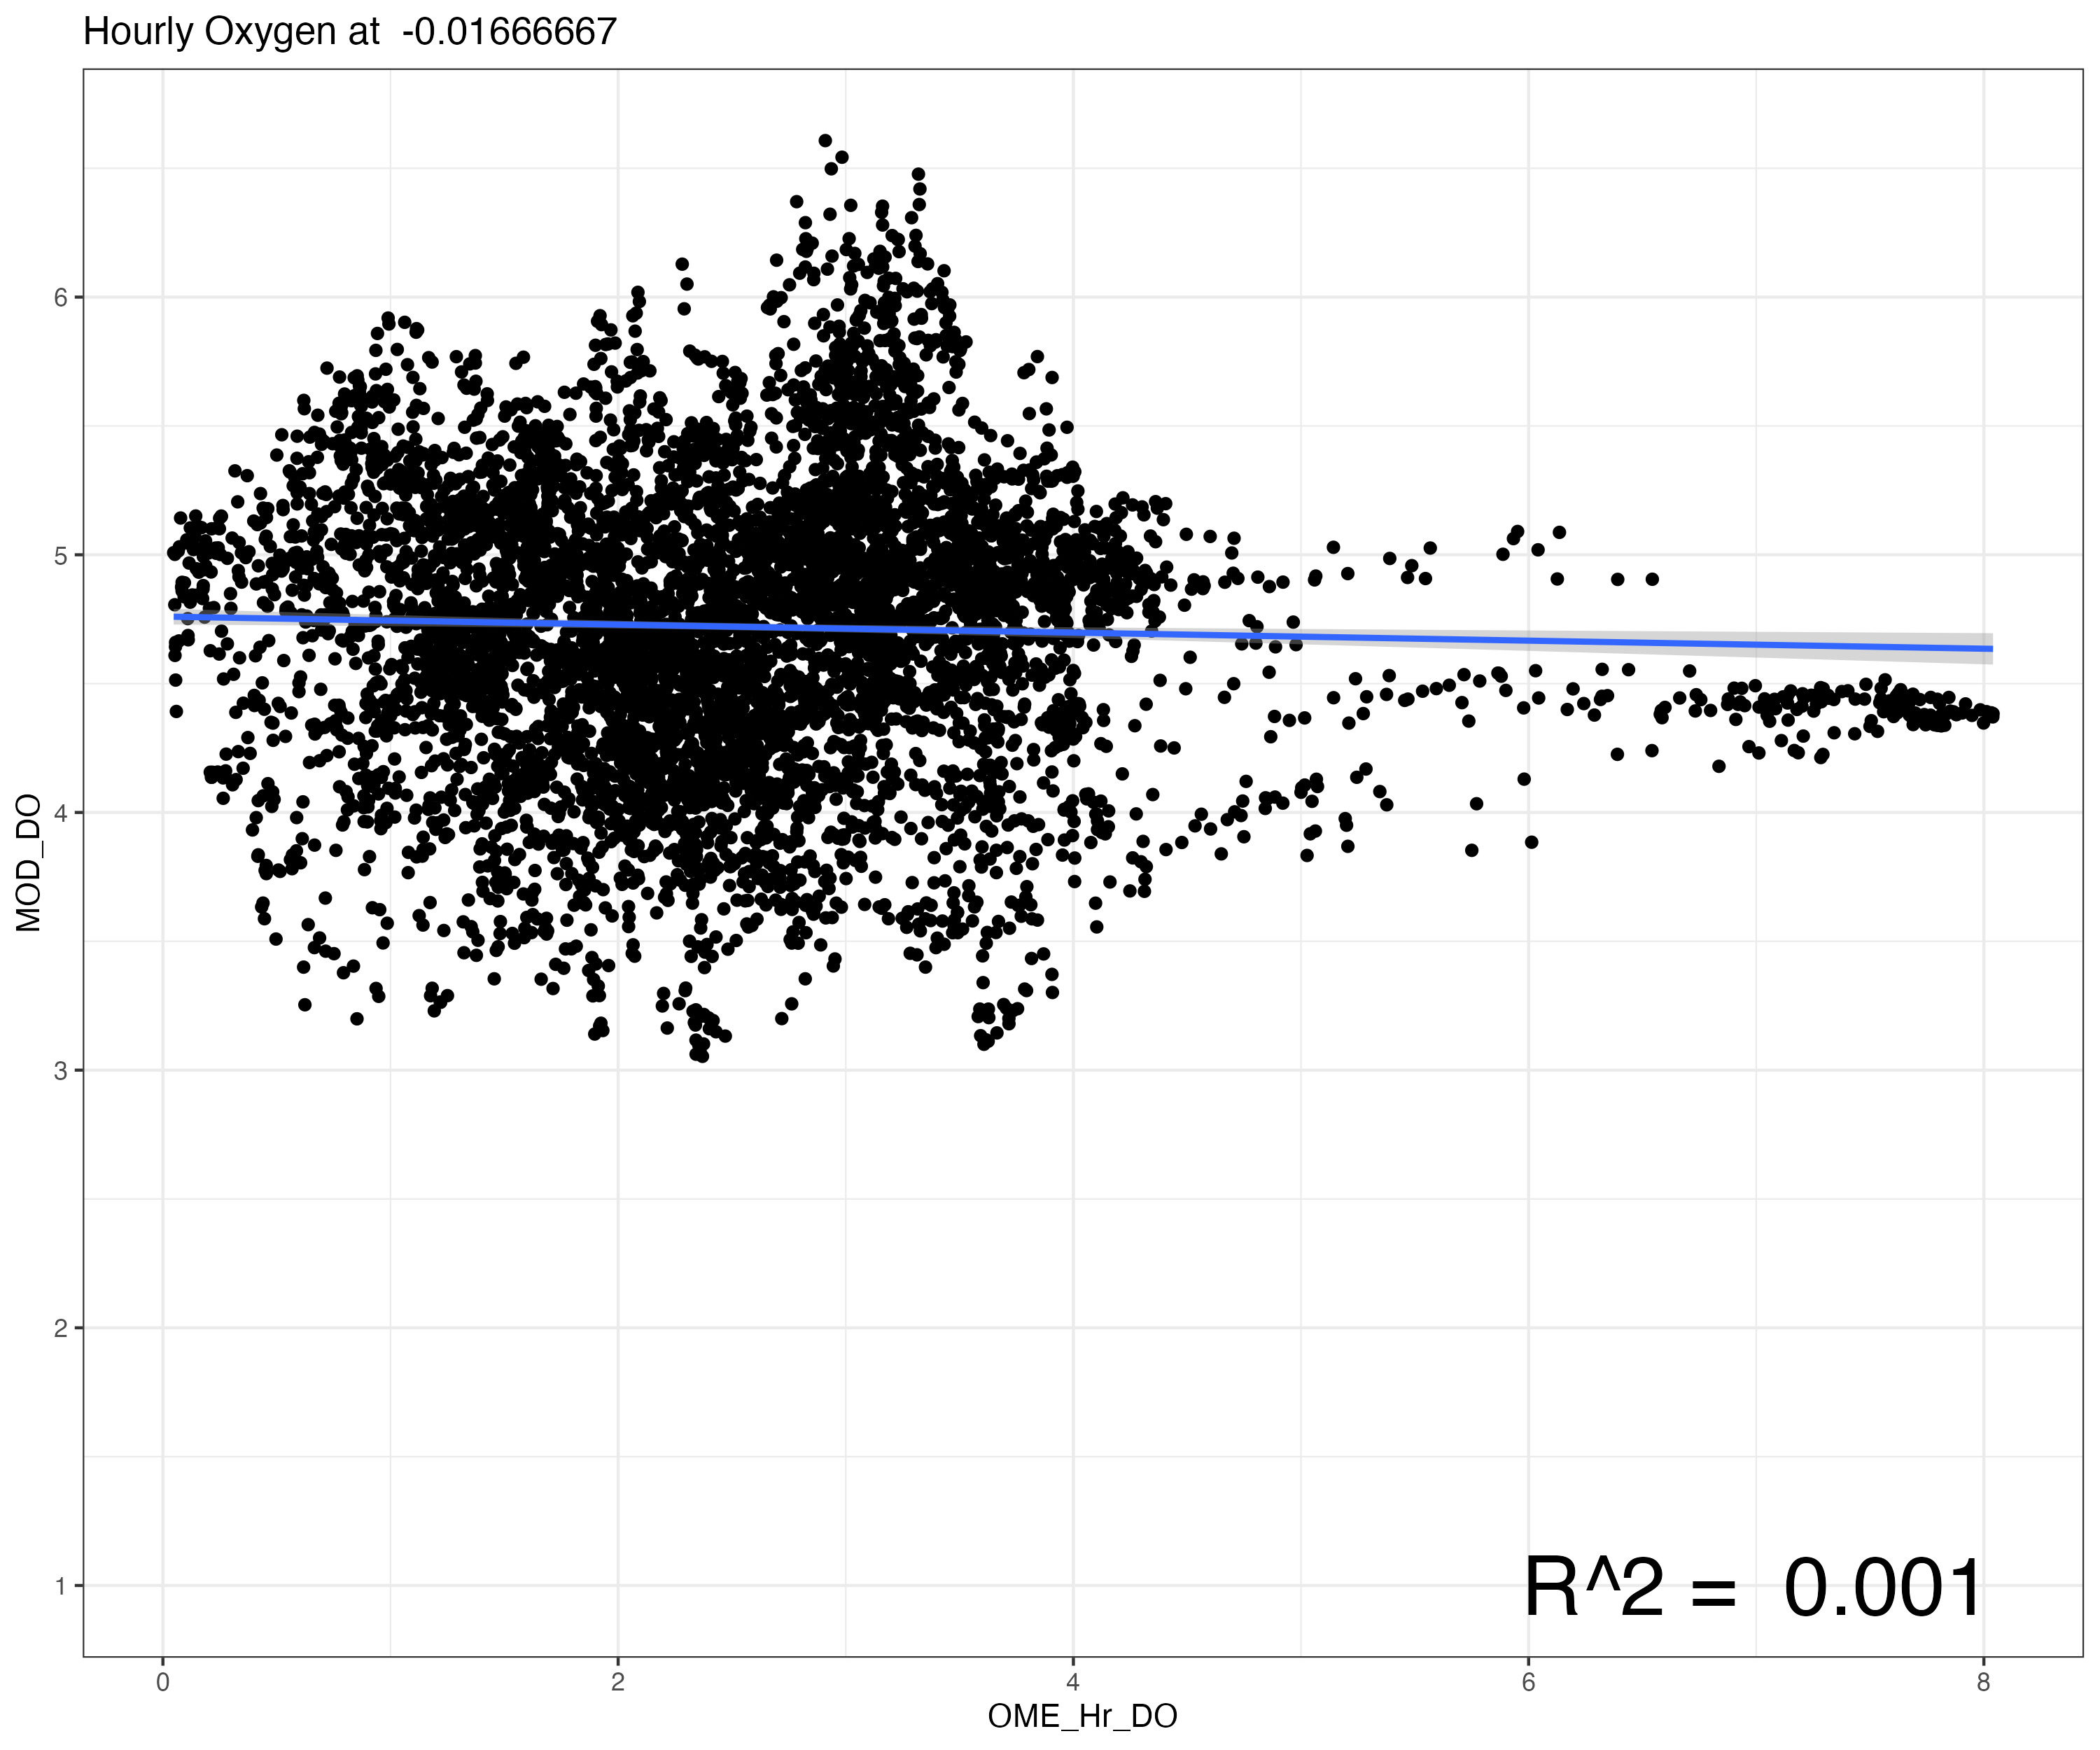 Hourly Oxygen at  -0.01666667
6
5
4
3
2
1
MOD_DO
R^2 =  0.001
0 2 4 6 8
OME_Hr_DO